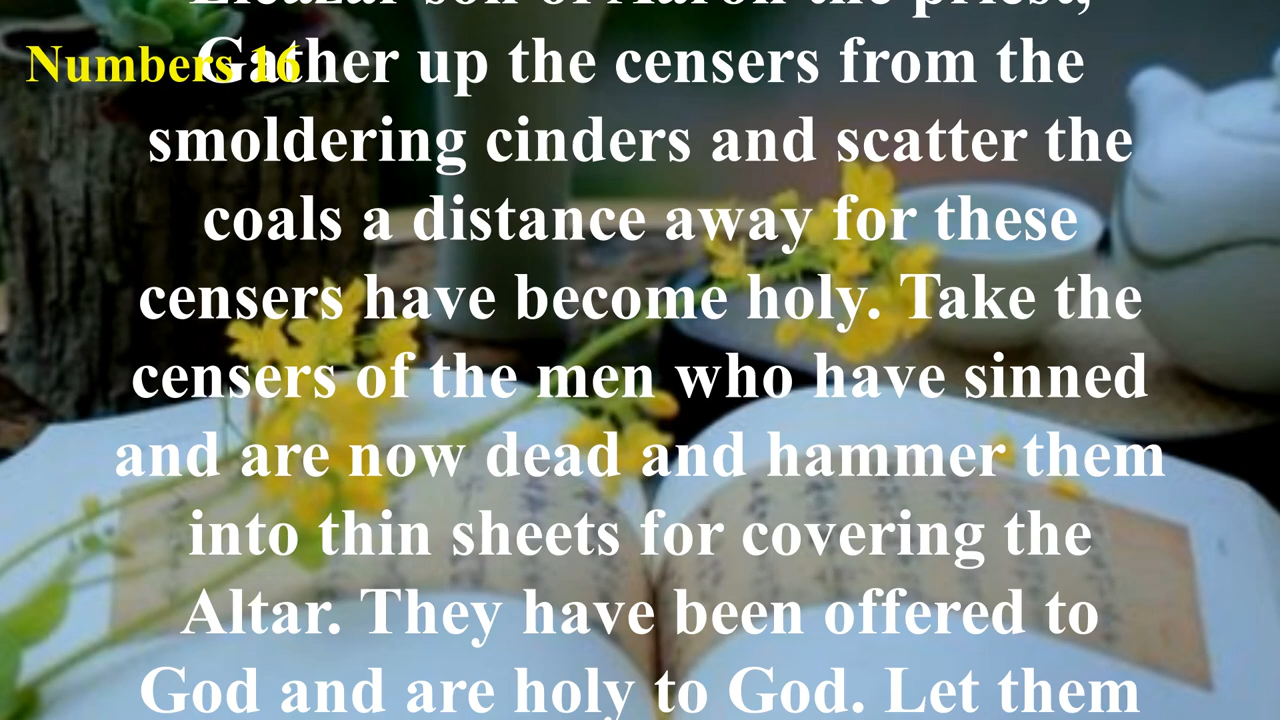 Eleazar son of Aaron the priest,
Numbers 16
Gather up the censers from the
smoldering cinders and scatter the
coals a distance away for these
censers have become holy. Take the
censers of the men who have sinned
and are now dead and hammer them
into thin sheets for covering the
Altar. They have been offered to
God and are holy to God. Let them